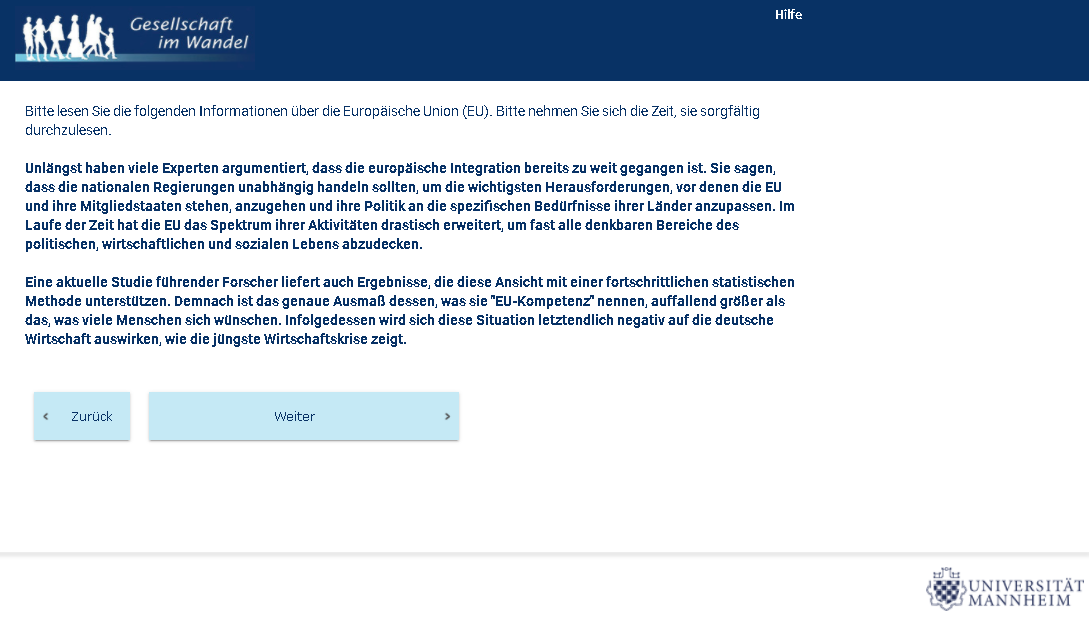 Gesellschaft
im Wandel
Hilfe
Bitte lesen Sie die folgenden Informationen über die Europäische Union (EU). Bitte nehmen Sie sich die Zeit, sie sorgfältig
durchzulesen.
Unlängst haben viele Experten argumentiert, dass die europäische Integration bereits zu weit gegangen ist. Sie sagen,
dass die nationalen Regierungen unabhängig handeln sollten, um die wichtigsten Herausforderungen, vor denen die EU
und ihre Mitgliedstaaten stehen, anzugehen und ihre Politik an die spezifischen Bedürfnisse ihrer Länder anzupassen. Im
Laufe der Zeit hat die EU das Spektrum ihrer Aktivitäten drastisch erweitert, um fast alle denkbaren Bereiche des
politischen, wirtschaftlichen und sozialen Lebens abzudecken.
Eine aktuelle Studie führender Forscher liefert auch Ergebnisse, die diese Ansicht mit einer fortschrittlichen statistischen
Methode unterstützen. Demnach ist das genaue Ausmaß dessen, was sie "EU-Kompetenz" nennen, auffallend größer als
das, was viele Menschen sich wünschen. Infolgedessen wird sich diese Situation letztendlich negativ auf die deutsche
Wirtschaft auswirken, wie die jüngste Wirtschaftskrise zeigt.
Zurück
Weiter
UNIVERSITÄT
MANNHEIM